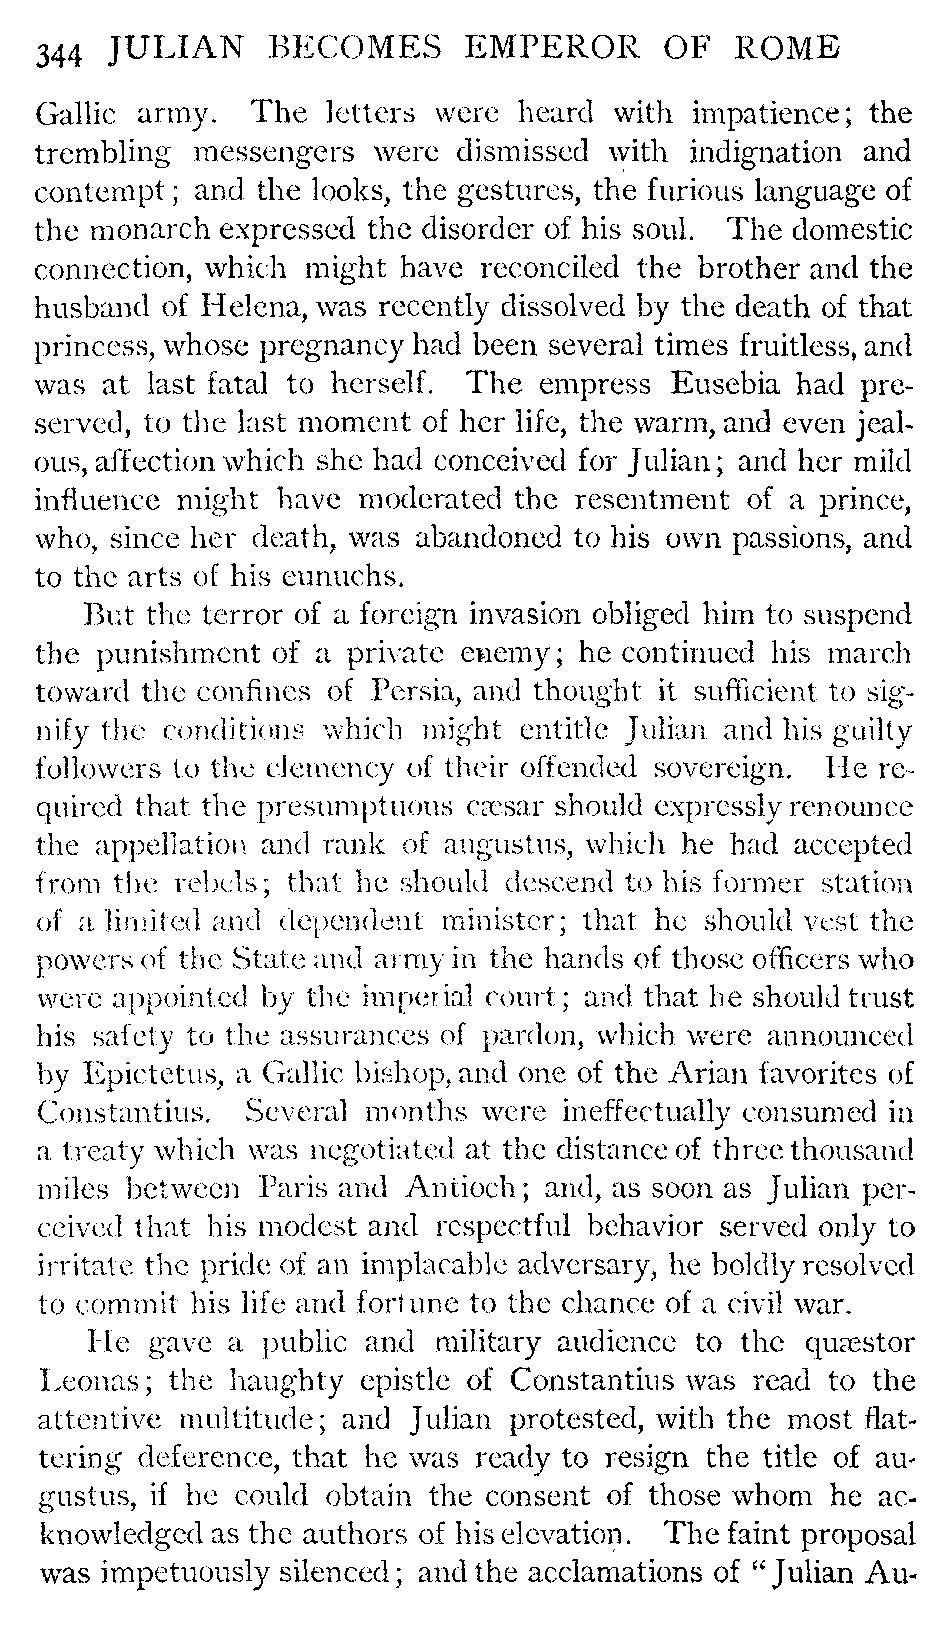 344 JULIAN BECOMES EMPEROR OF ROME
Gallic army. The letters were heard with impatience; the
trembling messengers were dismissed with indignation and
contempt; and the looks, the gestures, the furious language of
the monarch expressed the disorder of his soul. The domestic
connection, which might have reconciled the brother and the
husband of Helena, was recently dissolved by the death of that
princess, whose pregnancy had been several times fruitless, and
was at last fatal to herself. The empress Eusebia had pre-
served, to the last moment of her life, the warm, and even jeal-
ous, affection which she had conceived for Julian; and her mild
influence might have moderated the resentment of a prince,
who, since her death, was abandoned to his own passions, and
to the arts of his eunuchs.
But the terror of a foreign invasion obliged him to suspend
the punishment of a private enemy; he continued his march
toward the confines of Persia, and thought it sufficient to sig-
nify the conditions which might entitle Julian and his guilty
followers to the clemency of their offended sovereign. He re-
quired that the presumptuous cæsar should expressly renounce
the appellation and rank of augustus, which he had accepted
from the rebels; that he should descend to his former station
of a limited and dependent minister; that he should vest the
powers of the State and army in the hands of those officers who
were appointed by the imperial court; and that he should trust
his safety to the assurances of pardon, which were announced
by Epictetus, a Gallic bishop, and one of the Arian favorites of
Constantius. Several months were ineffectually consumed in
a treaty which was negotiated at the distance of three thousand
miles between Paris and Antioch; and, as soon as Julian per-
ceived that his modest and respectful behavior served only to
irritate the pride of an implacable adversary, he boldly resolved
to commit his life and fortune to the chance of a civil war.
He gave a public and military audience to the quæstor
Leonas; the haughty epistle of Constantius was read to the
attentive multitude; and Julian protested, with the most flat-
tering deference, that he was ready to resign the title of au-
gustus, if he could obtain the consent of those whom he ac-
knowledged as the authors of his elevation. The faint proposal
was impetuously silenced; and the acclamations of "Julian Au-